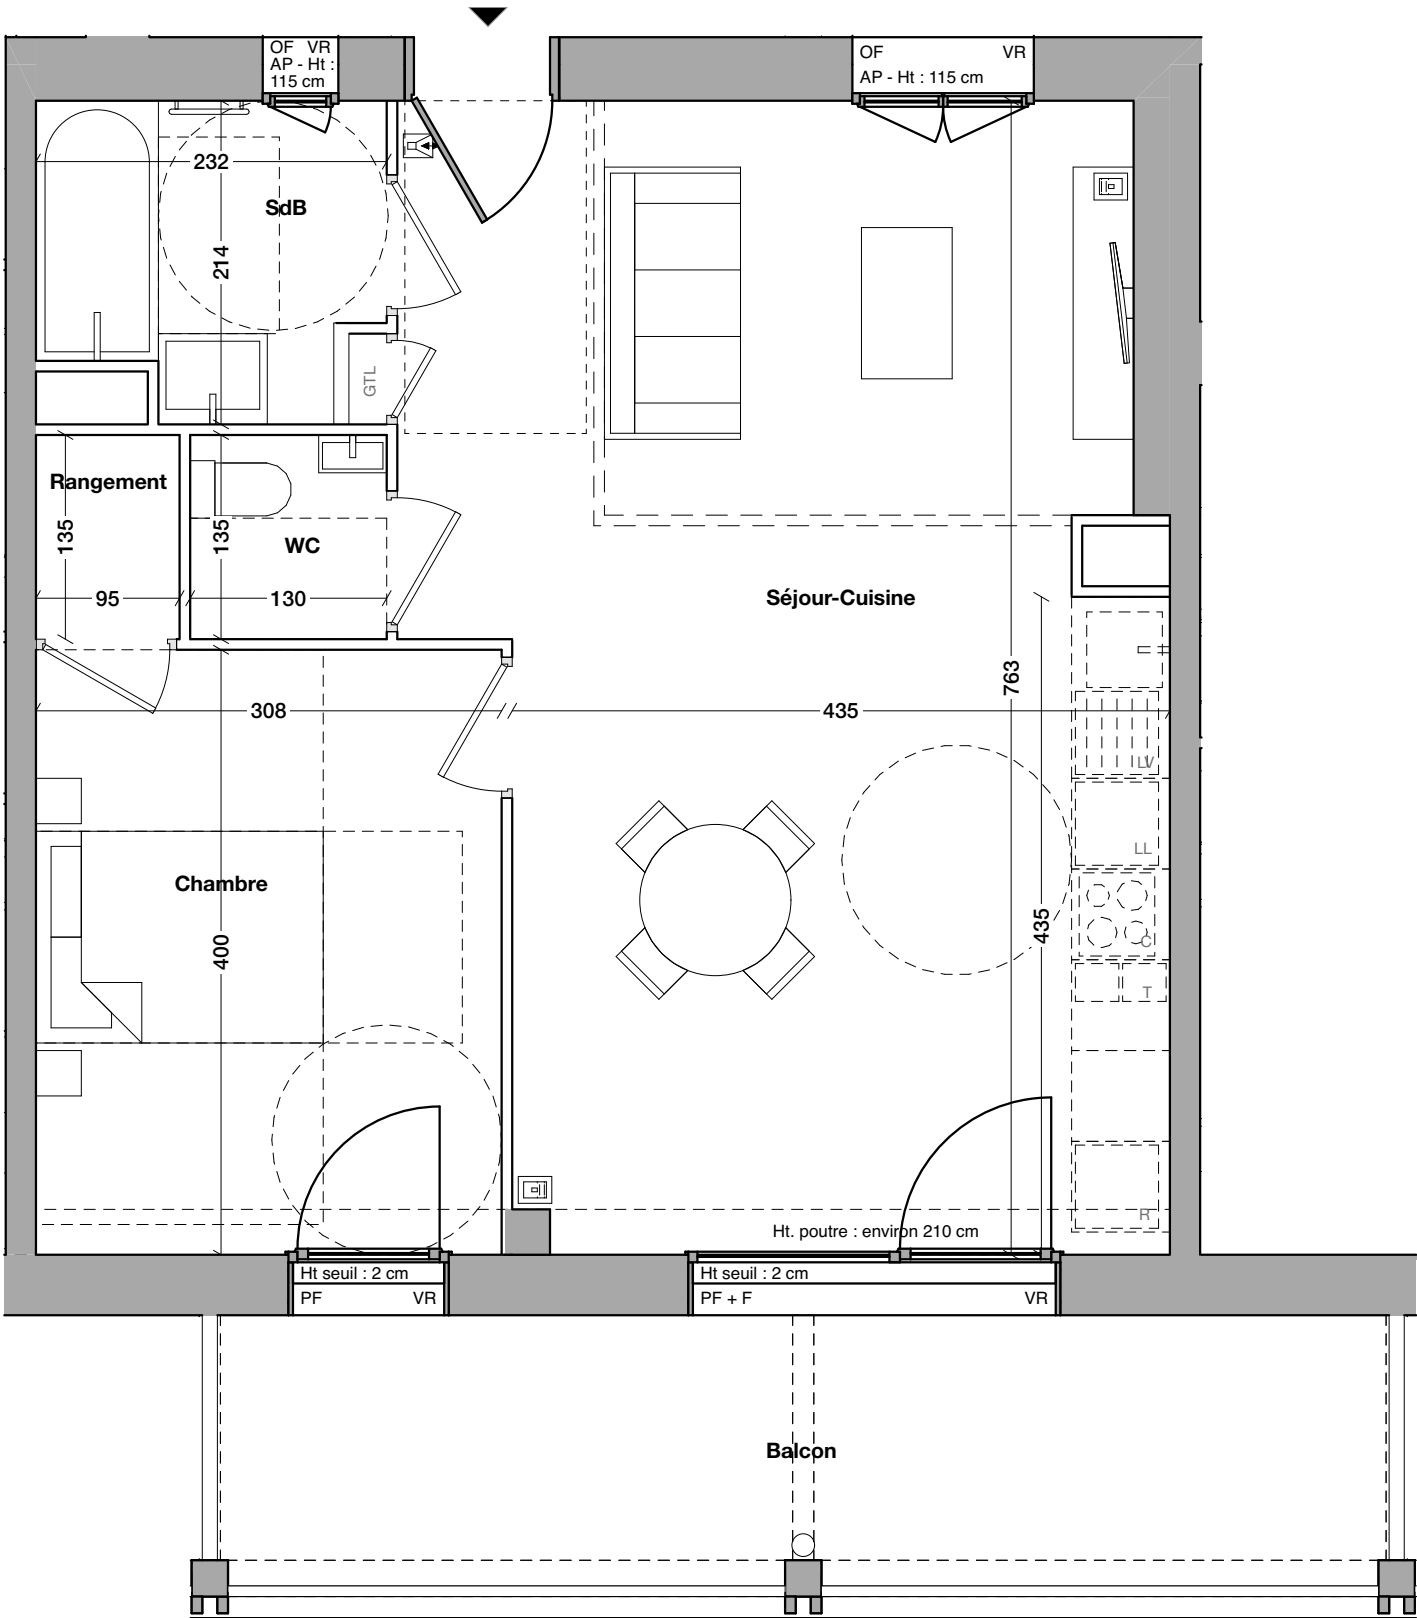 OF VR
AP - Ht :
115 cm
OF VR
AP - Ht : 115 cm
232
SdB
214
GTL
Rangement
135
135
WC
95
130
Séjour-Cuisine
763
308
435
LV
LL
Chambre
400
435
C
T
R
Ht. poutre : environ 210 cm
Ht seuil : 2 cm
PF VR
Ht seuil : 2 cm
PF + F VR
Balcon